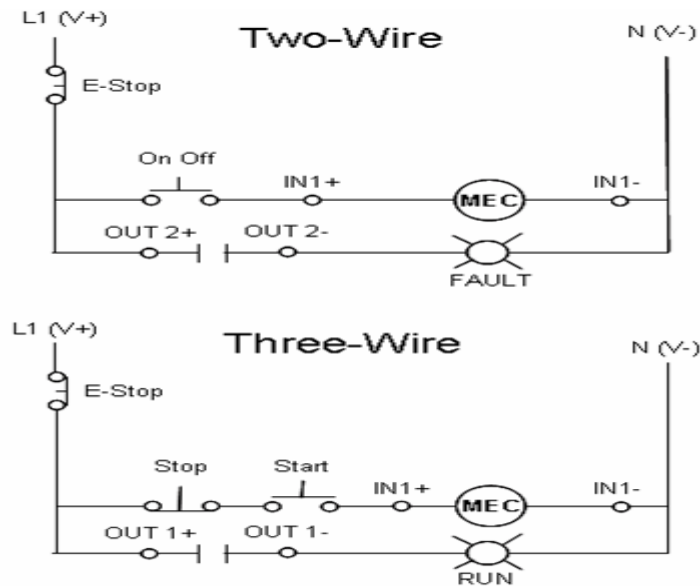 L1 (V+)
Two-Wire
N (V-)
E-Stop
On Off
IN1+
MEC
IN1-
OUT 2+
OUT 2-
FAULT
L1 (V+)
Three-Wire
N (V-)
E-Stop
Stop
Start
IN1+
MEC
IN1-
OUT 1+
OUT 1-
RUN